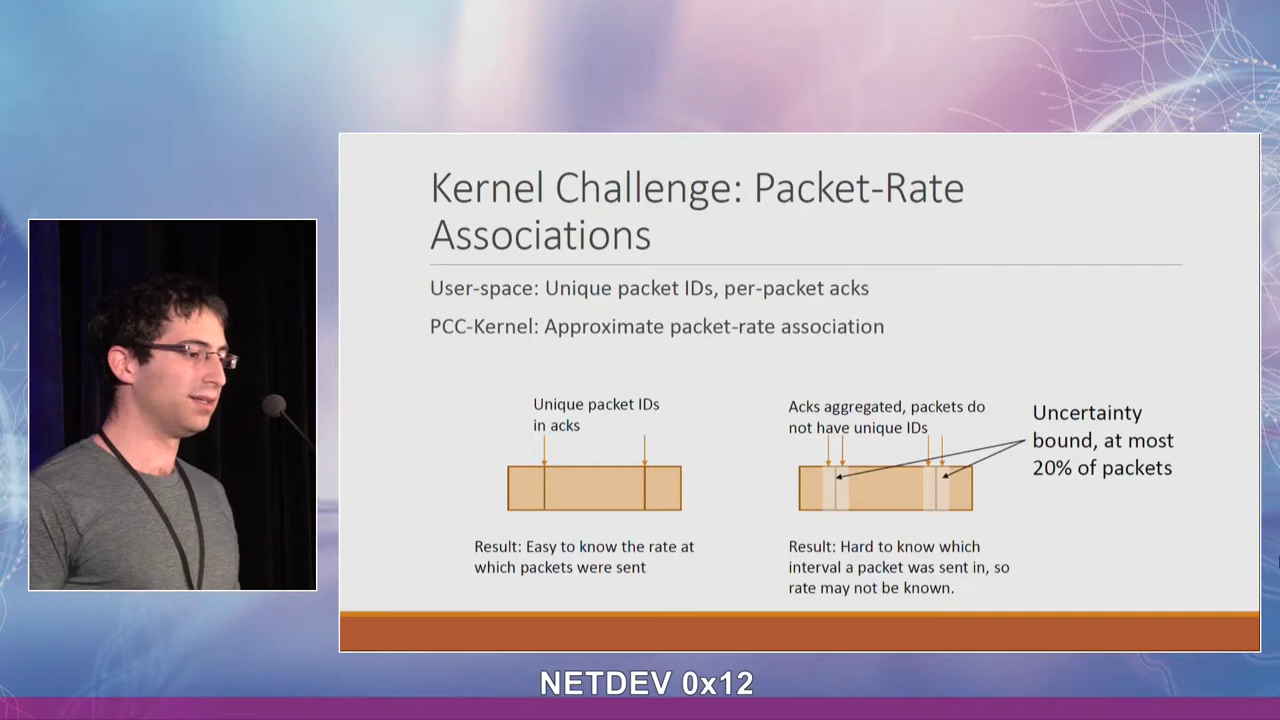 Kernel Challenge: Packet-Rate
Associations
User-space: Unique packet IDs, per-packet acks
PCC-Kernel: Approximate packet-rate association
Unique packet IDs
in acks
Acks aggregated, packets do
not have unique IDs
Uncertainty
bound, at most
20% of packets
Result: Easy to know the rate at
which packets were sent
Result: Hard to know which
interval a packet was sent in, so
rate may not be known.
NETDEV 0x12